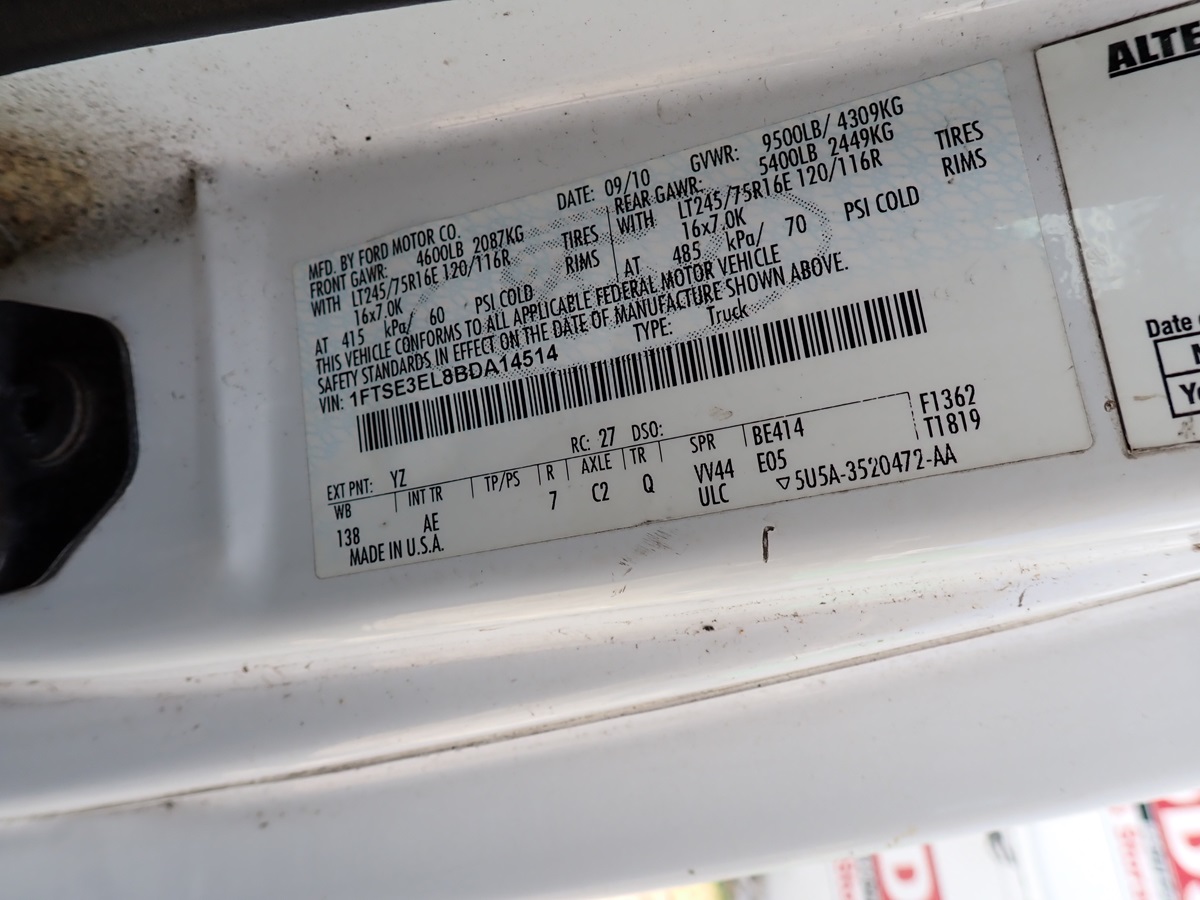 MFD. BY FORD MOTOR CO.
DATE: 09/10
GVWR: 9500LB/ 4309KG
FRONT GAWR: 4600LB 2087KG
REAR GAWR: 5400LB 2449KG
WITH LT245/75R16E 120/116R TIRES
WITH LT245/75R16E 120/116R TIRES
16x7.0K RIMS
16x7.0K RIMS
AT 415 kPa/ 60 PSI COLD
AT 485 kPa/ 70 PSI COLD
THIS VEHICLE CONFORMS TO ALL APPLICABLE FEDERAL MOTOR VEHICLE
SAFETY STANDARDS IN EFFECT ON THE DATE OF MANUFACTURE SHOWN ABOVE.
VIN: 1FTSE3EL8BDA14514
TYPE: Truck
EXT PNT: YZ RC: 27 DSO:
WB INT TR TP/PS R AXLE TR SPR BE414 F1362
138 AE 7 C2 Q VV44 E05 T1819
MADE IN U.S.A. ULC ▽5U5A-3520472-AA
ALTE
Date